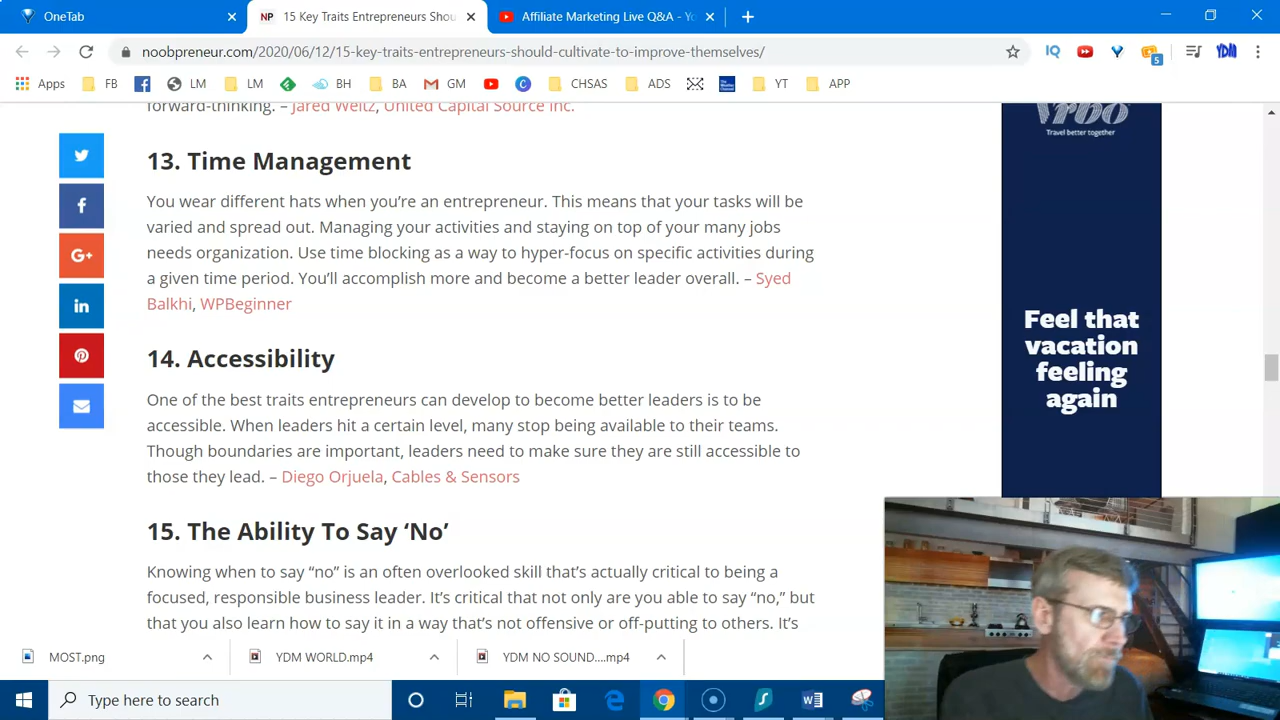 OneTab
15 Key Traits Entrepreneurs Shou
Affiliate Marketing Live Q&A - Yo
noobpreneur.com/2020/06/12/15-key-traits-entrepreneurs-should-cultivate-to-improve-themselves/
IQ
YDM
5
Apps
FB
LM
LM
BH
BA
GM
CHSAS
ADS
YT
APP
forward-thinking. – Jared Weitz, United Capital Source Inc.
13. Time Management
You wear different hats when you’re an entrepreneur. This means that your tasks will be
varied and spread out. Managing your activities and staying on top of your many jobs
needs organization. Use time blocking as a way to hyper-focus on specific activities during
a given time period. You’ll accomplish more and become a better leader overall. – Syed
Balkhi, WPBeginner
14. Accessibility
One of the best traits entrepreneurs can develop to become better leaders is to be
accessible. When leaders hit a certain level, many stop being available to their teams.
Though boundaries are important, leaders need to make sure they are still accessible to
those they lead. – Diego Orjuela, Cables & Sensors
15. The Ability To Say ‘No’
Knowing when to say “no” is an often overlooked skill that’s actually critical to being a
focused, responsible business leader. It’s critical that not only are you able to say “no,” but
that you also learn how to say it in a way that’s not offensive or off-putting to others. It’s
Vrbo
Travel better together
Feel that
vacation
feeling
again
MOST.png
YDM WORLD.mp4
YDM NO SOUND....mp4
Type here to search